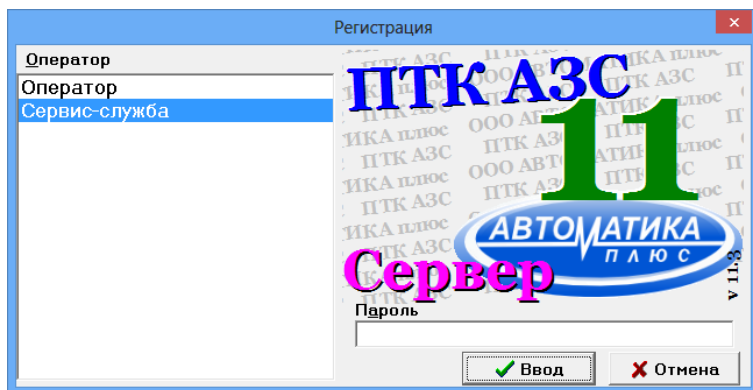 Регистрация
Оператор
Оператор
Сервис-служба
ПТК АЗС
11
АВТОМАТИКА
ПЛЮС
Сервер
v 11.3
Пароль
Ввод
Отмена